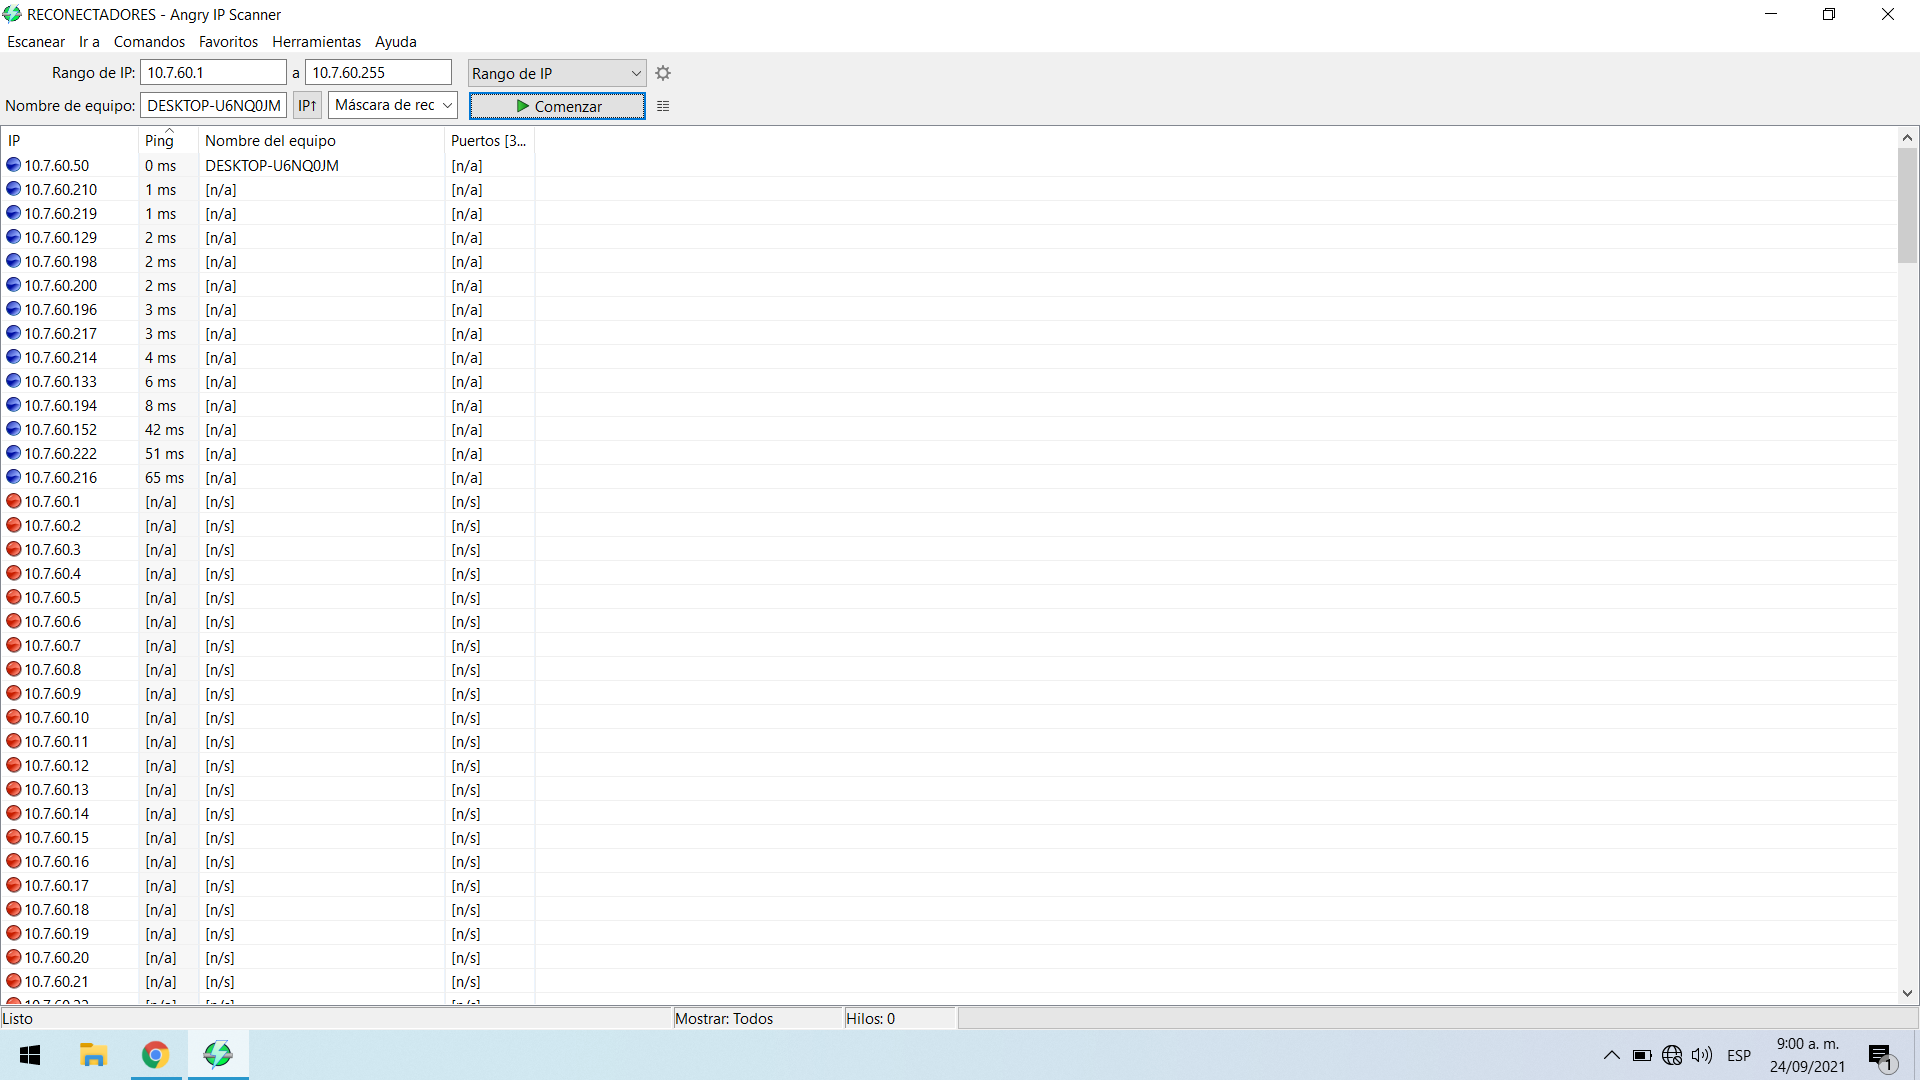 RECONECTADORES - Angry IP Scanner
Escanear Ir a Comandos Favoritos Herramientas Ayuda
Rango de IP: 10.7.60.1 a 10.7.60.255 Rango de IP
Nombre de equipo: DESKTOP-U6NQ0JM IP↑ Máscara de rec Comenzar
IP Ping Nombre del equipo Puertos [3...
10.7.60.50 0 ms DESKTOP-U6NQ0JM [n/a]
10.7.60.210 1 ms [n/a] [n/a]
10.7.60.219 1 ms [n/a] [n/a]
10.7.60.129 2 ms [n/a] [n/a]
10.7.60.198 2 ms [n/a] [n/a]
10.7.60.200 2 ms [n/a] [n/a]
10.7.60.196 3 ms [n/a] [n/a]
10.7.60.217 3 ms [n/a] [n/a]
10.7.60.214 4 ms [n/a] [n/a]
10.7.60.133 6 ms [n/a] [n/a]
10.7.60.194 8 ms [n/a] [n/a]
10.7.60.152 42 ms [n/a] [n/a]
10.7.60.222 51 ms [n/a] [n/a]
10.7.60.216 65 ms [n/a] [n/a]
10.7.60.1 [n/a] [n/s] [n/s]
10.7.60.2 [n/a] [n/s] [n/s]
10.7.60.3 [n/a] [n/s] [n/s]
10.7.60.4 [n/a] [n/s] [n/s]
10.7.60.5 [n/a] [n/s] [n/s]
10.7.60.6 [n/a] [n/s] [n/s]
10.7.60.7 [n/a] [n/s] [n/s]
10.7.60.8 [n/a] [n/s] [n/s]
10.7.60.9 [n/a] [n/s] [n/s]
10.7.60.10 [n/a] [n/s] [n/s]
10.7.60.11 [n/a] [n/s] [n/s]
10.7.60.12 [n/a] [n/s] [n/s]
10.7.60.13 [n/a] [n/s] [n/s]
10.7.60.14 [n/a] [n/s] [n/s]
10.7.60.15 [n/a] [n/s] [n/s]
10.7.60.16 [n/a] [n/s] [n/s]
10.7.60.17 [n/a] [n/s] [n/s]
10.7.60.18 [n/a] [n/s] [n/s]
10.7.60.19 [n/a] [n/s] [n/s]
10.7.60.20 [n/a] [n/s] [n/s]
10.7.60.21 [n/a] [n/s] [n/s]
Listo Mostrar: Todos Hilos: 0
ESP 9:00 a. m.
24/09/2021 1